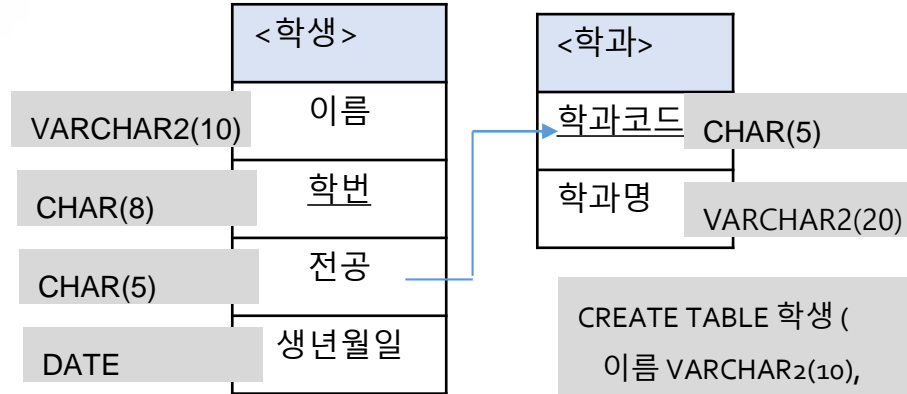 <학생>
VARCHAR2(10) 이름
CHAR(8) 학번
CHAR(5) 전공
DATE 생년월일
<학과>
학과코드 CHAR(5)
학과명 VARCHAR2(20)
CREATE TABLE 학생 (
이름 VARCHAR2(10),